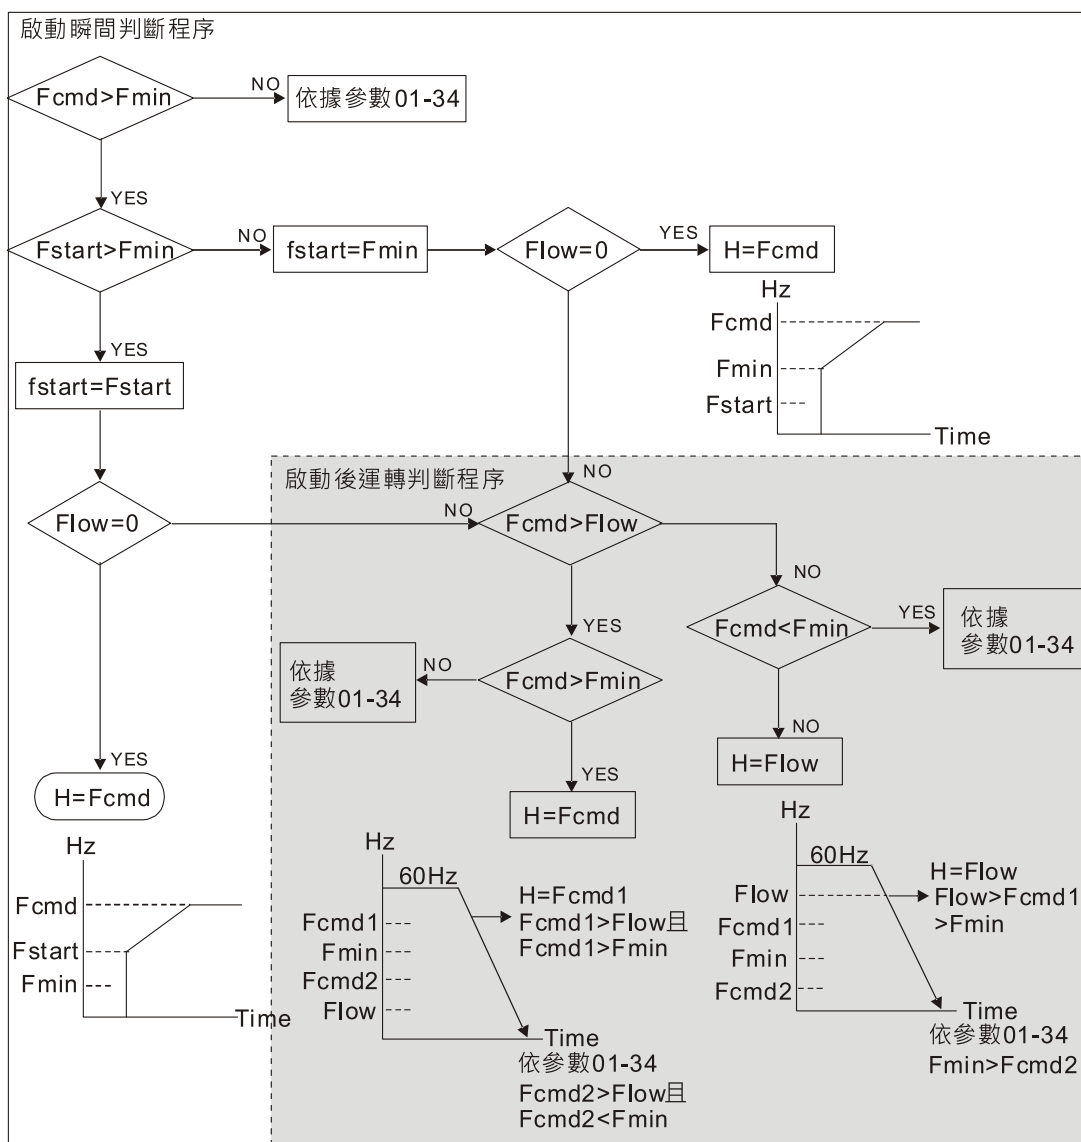 啟動瞬間判斷程序
Fcmd>Fmin
NO
依據參數01-34
YES
Fstart>Fmin
NO
fstart=Fmin
Flow=0
YES
H=Fcmd
Hz
Fcmd
Fmin
Fstart
Time
YES
fstart=Fstart
NO
啟動後運轉判斷程序
Flow=0
NO
Fcmd>Flow
NO
YES
Fcmd<Fmin
YES
依據
參數01-34
Fcmd>Fmin
NO
依據
參數01-34
NO
H=Flow
YES
H=Fcmd
YES
H=Fcmd
Hz
Fcmd
Fstart
Fmin
Time
Hz
60Hz
Fcmd1
Fmin
Fcmd2
Flow
H=Fcmd1
Fcmd1>Flow且
Fcmd1>Fmin
Time
依參數01-34
Fcmd2>Flow且
Fcmd2<Fmin
Hz
60Hz
Flow
Fcmd1
Fmin
Fcmd2
H=Flow
Flow>Fcmd1
>Fmin
Time
依參數01-34
Fmin>Fcmd2